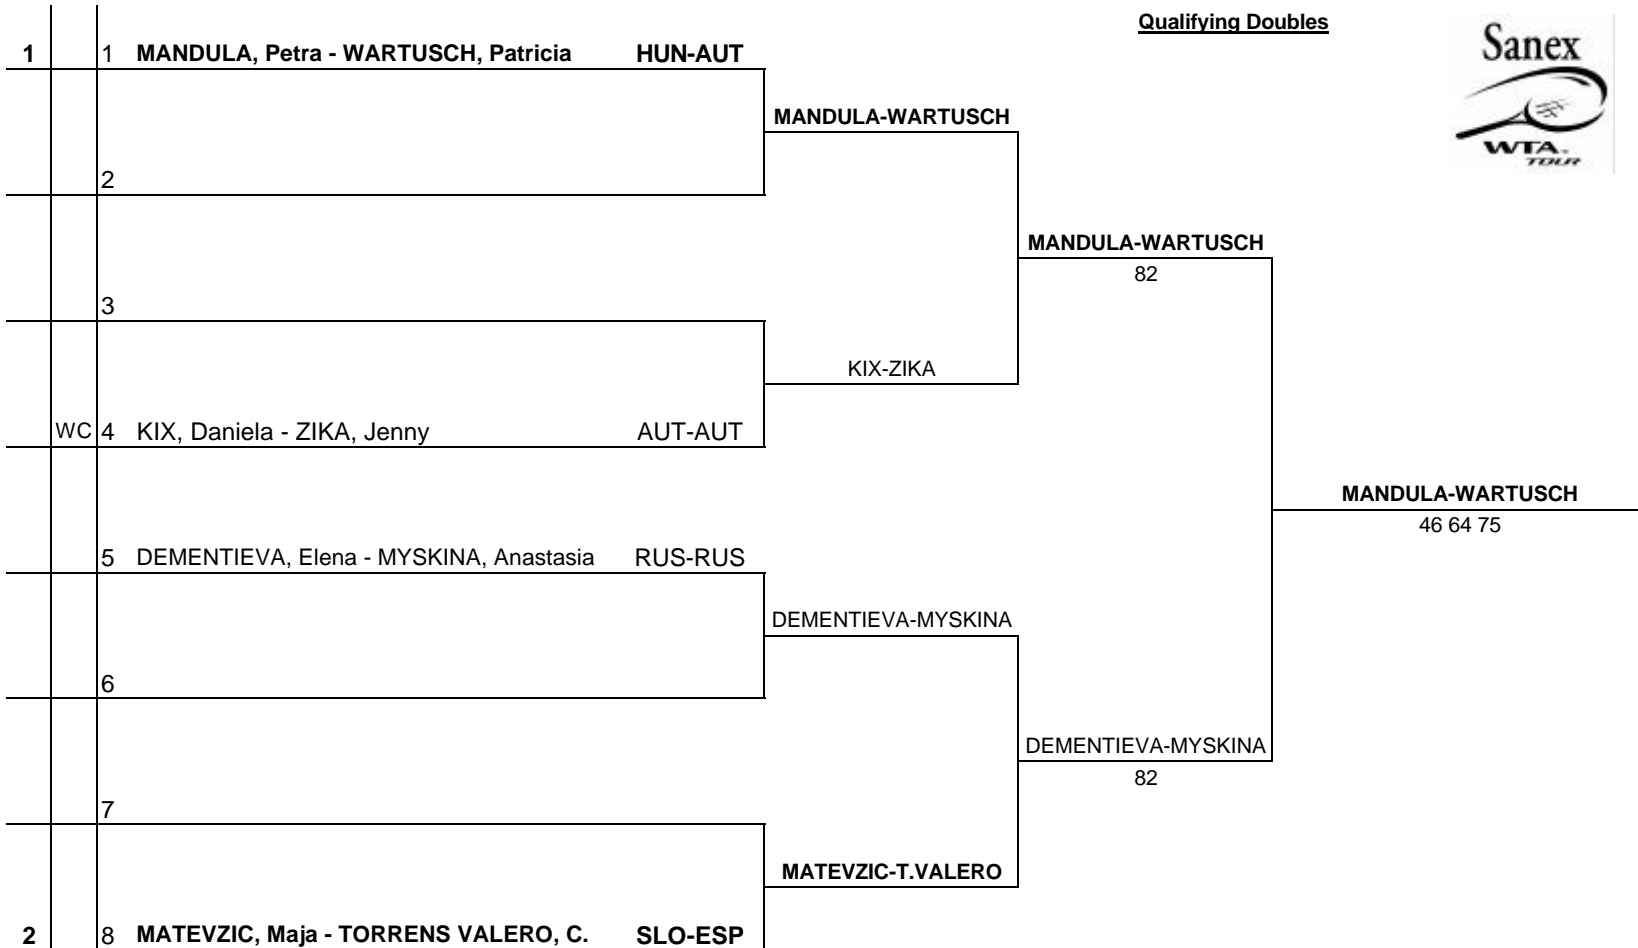 Qualifying Doubles
Sanex
WTA TOUR
1 1 MANDULA, Petra - WARTUSCH, Patricia HUN-AUT
MANDULA-WARTUSCH
2
MANDULA-WARTUSCH
82
3
KIX-ZIKA
WC 4 KIX, Daniela - ZIKA, Jenny AUT-AUT
MANDULA-WARTUSCH
46 64 75
5 DEMENTIEVA, Elena - MYSKINA, Anastasia RUS-RUS
DEMENTIEVA-MYSKINA
6
DEMENTIEVA-MYSKINA
82
7
MATEVZIC-T.VALERO
2 8 MATEVZIC, Maja - TORRENS VALERO, C. SLO-ESP